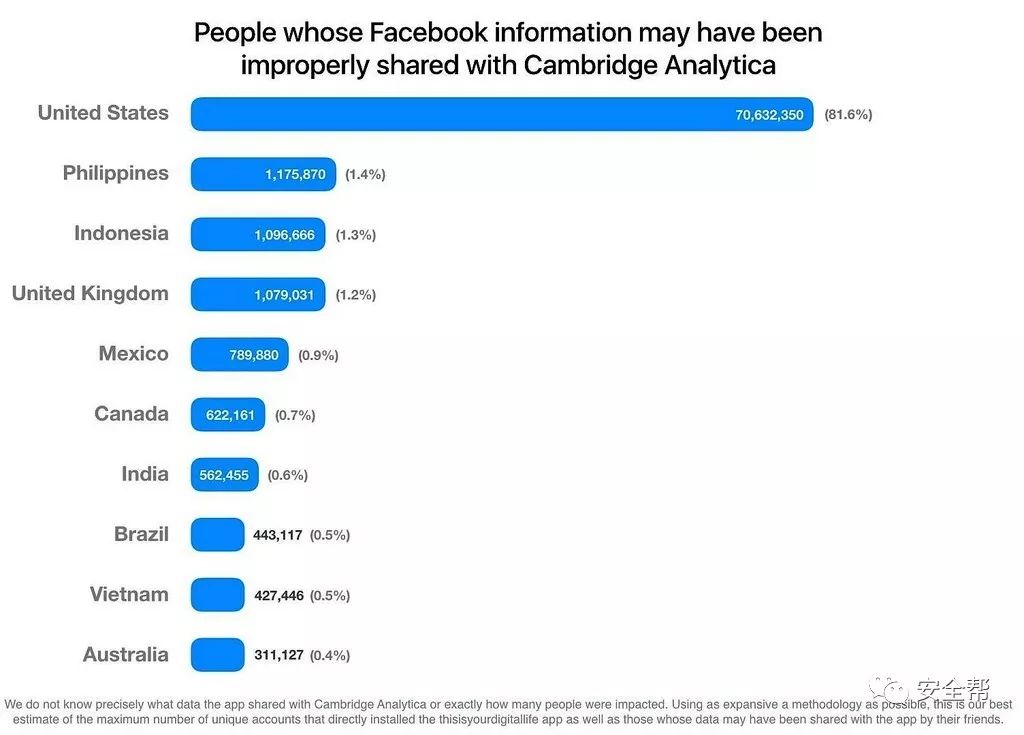 People whose Facebook information may have been
improperly shared with Cambridge Analytica
United States 70,632,350 (81.6%)
Philippines 1,175,870 (1.4%)
Indonesia 1,096,666 (1.3%)
United Kingdom 1,079,031 (1.2%)
Mexico 789,880 (0.9%)
Canada 622,161 (0.7%)
India 562,455 (0.6%)
Brazil 443,117 (0.5%)
Vietnam 427,446 (0.5%)
Australia 311,127 (0.4%)
安全帮
We do not know precisely what data the app shared with Cambridge Analytica or exactly how many people were impacted. Using as expansive a methodology as possible, this is our best
estimate of the maximum number of unique accounts that directly installed the thisisyourdigitallife app as well as those whose data may have been shared with the app by their friends.